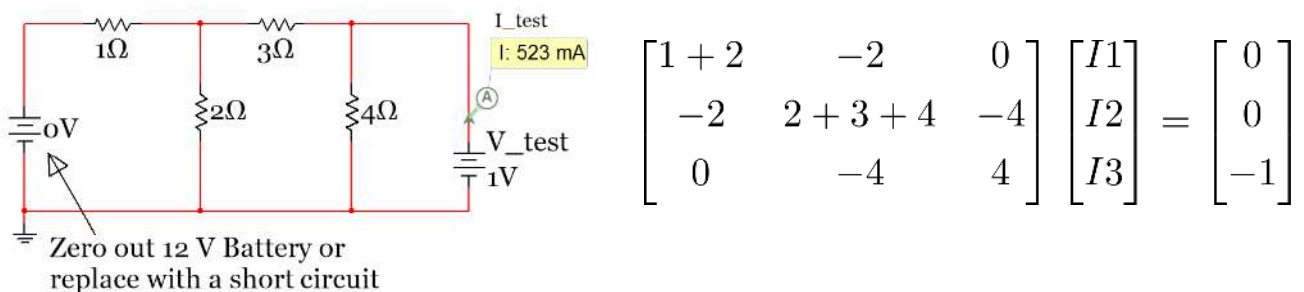 I_test
I: 523 mA
A
1Ω
3Ω
2Ω
4Ω
0V
V_test
1V
Zero out 12 V Battery or
replace with a short circuit
1 + 2 −2 0
−2 2 + 3 + 4 −4
0 −4 4
I1
I2
I3
=
0
0
−1